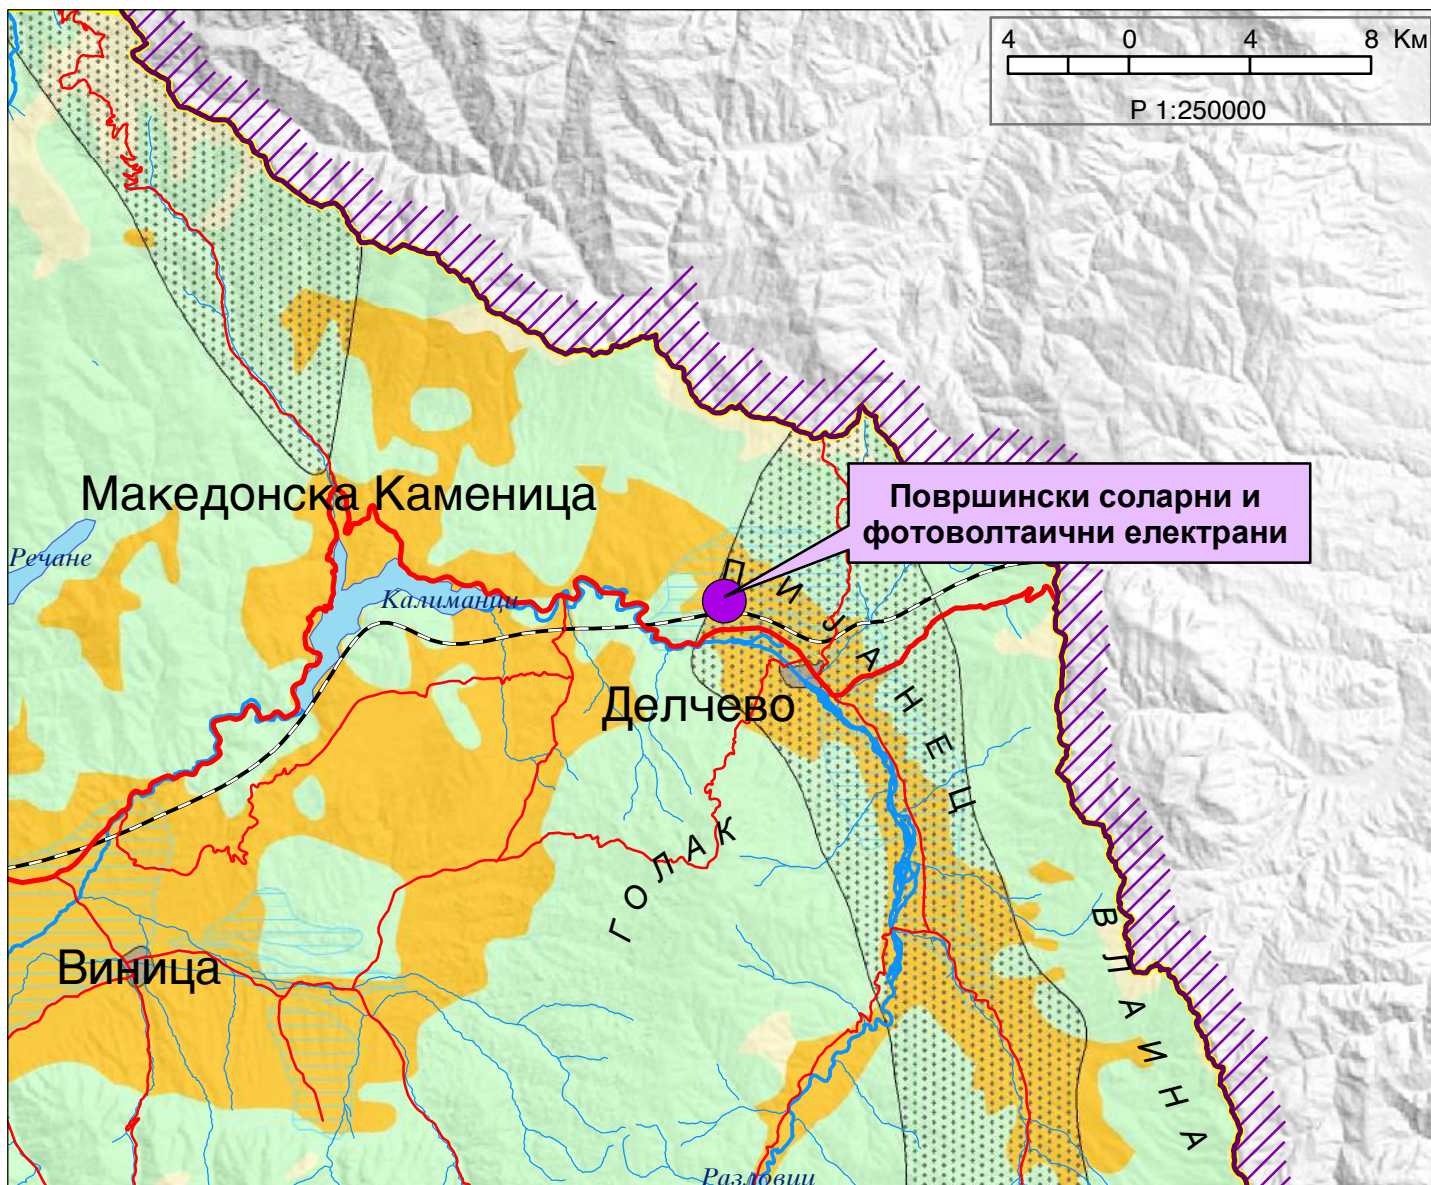 4 0 4 8 Км
Р 1:250000
Македонска Каменица
Површински соларни и
фотоволтаични електрани
Речане
Калиманци
ПИЈАНЕЦ
Делчево
ГОЛАК
ВЛАИНА
Виница
Разловци